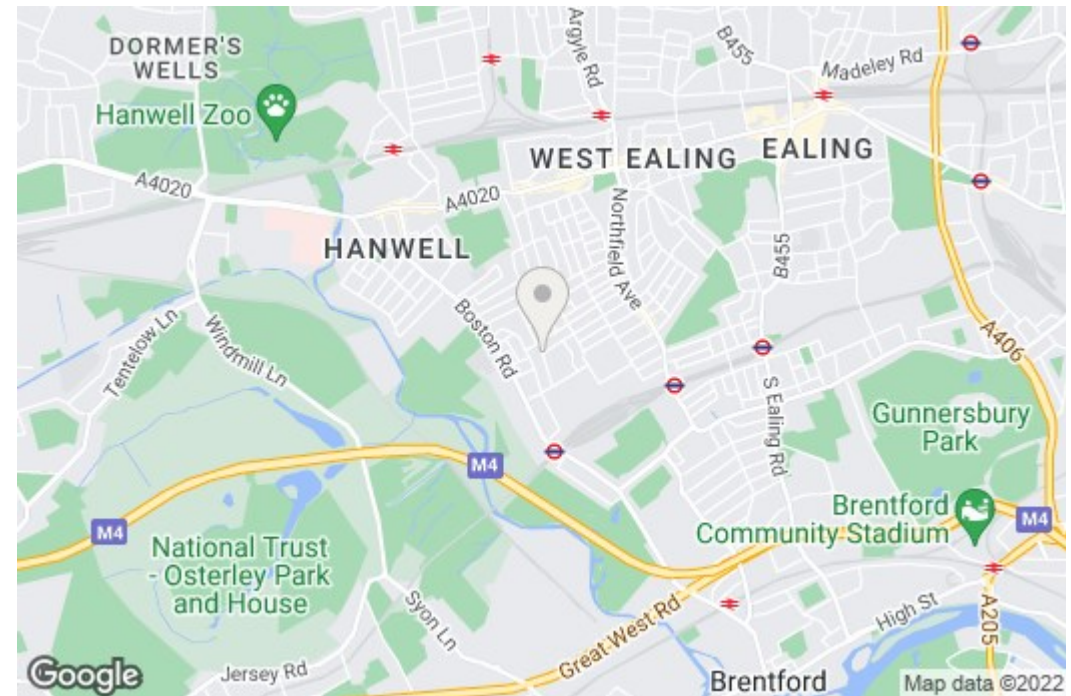 DORMER'S
WELLS
Hanwell Zoo
Argyle Rd
B455
Madeley Rd
WEST EALING
EALING
A4020
A4020
HANWELL
Northfield Ave
B455
Boston Rd
Tentelow Ln
Windmill Ln
A406
S Ealing Rd
Gunnersbury
Park
M4
Brentford
Community Stadium
M4
M4
National Trust
- Osterley Park
and House
Syon Ln
Great West Rd
High St
A205
Jersey Rd
Brentford
Google
Map data ©2022